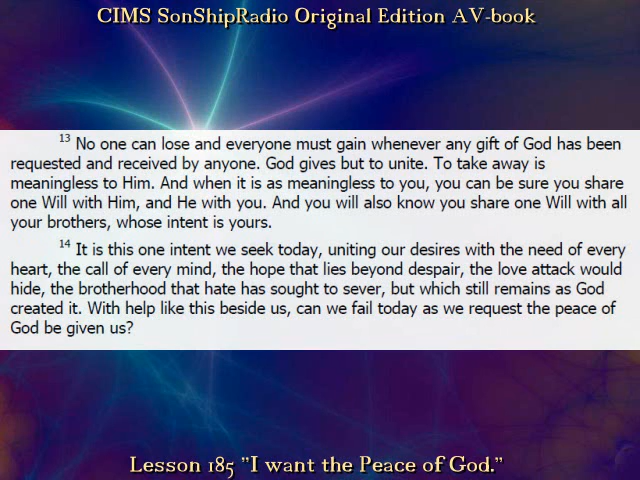 CIMS SonShipRadio Original Edition AV-book
13 No one can lose and everyone must gain whenever any gift of God has been
requested and received by anyone. God gives but to unite. To take away is
meaningless to Him. And when it is as meaningless to you, you can be sure you share
one Will with Him, and He with you. And you will also know you share one Will with all
your brothers, whose intent is yours.
14 It is this one intent we seek today, uniting our desires with the need of every
heart, the call of every mind, the hope that lies beyond despair, the love attack would
hide, the brotherhood that hate has sought to sever, but which still remains as God
created it. With help like this beside us, can we fail today as we request the peace of
God be given us?
Lesson 185 "I want the Peace of God."